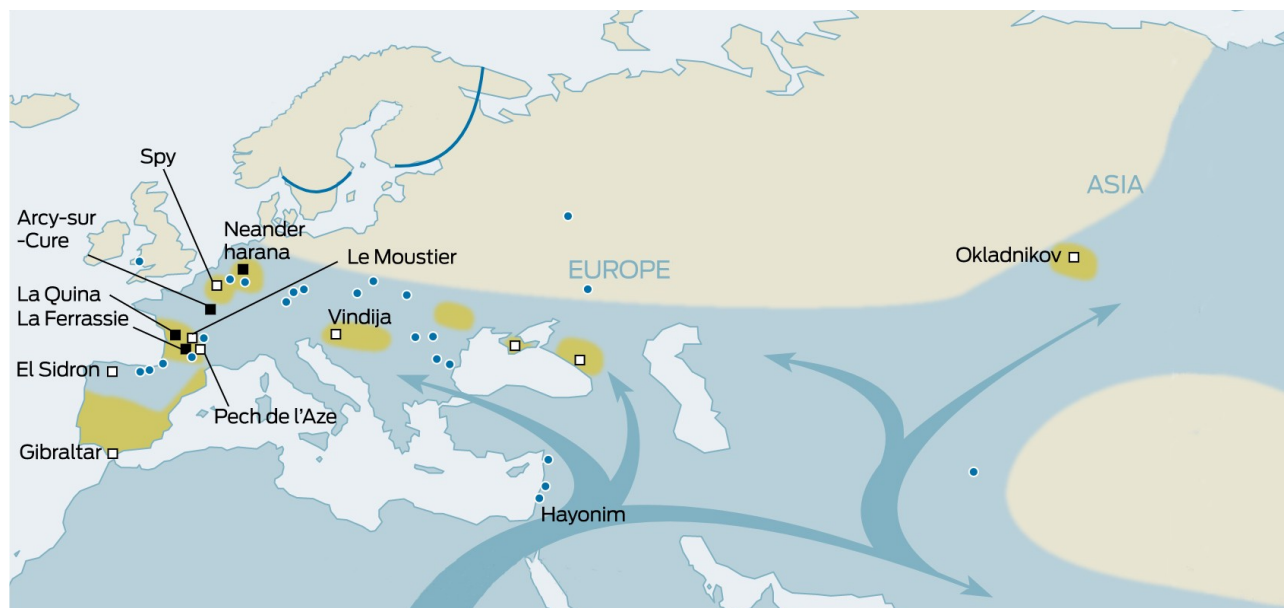 Spy
Arcy-sur
-Cure
Neander
harana
Le Moustier
La Quina
La Ferrassie
El Sidron
Vindija
Pech de l'Aze
Gibraltar
Hayonim
EUROPE
ASIA
Okladnikov